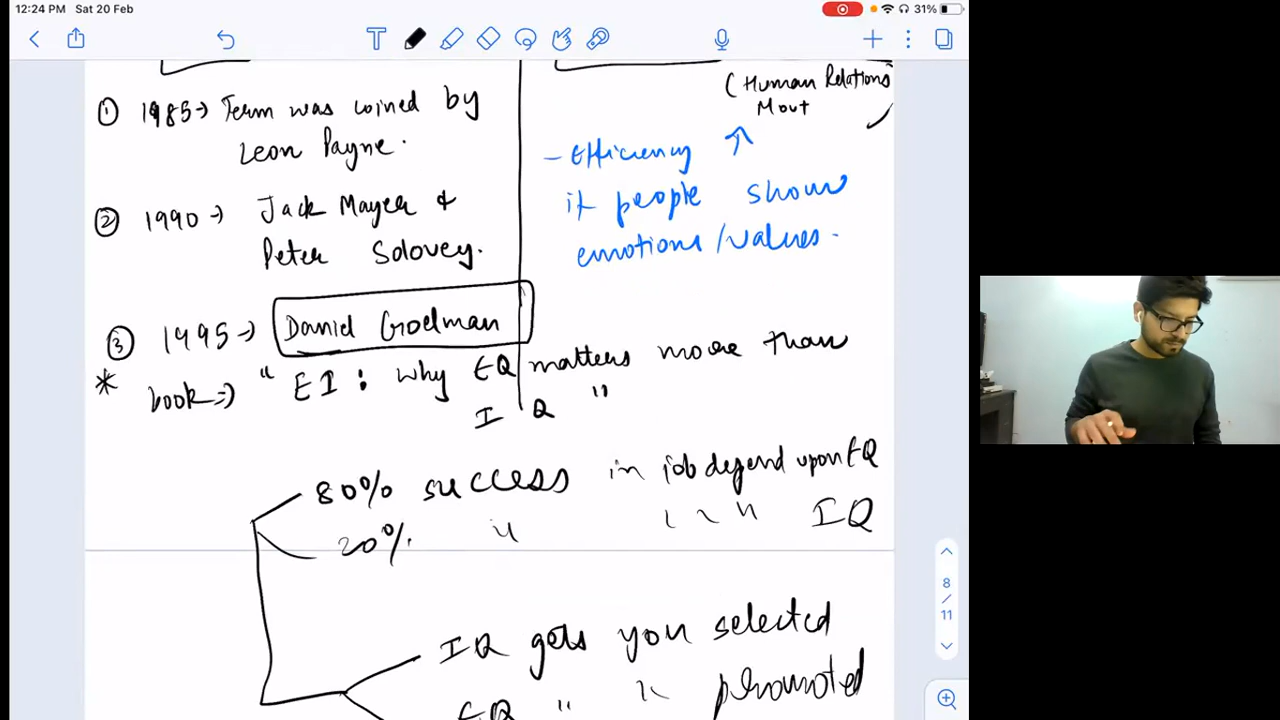 12:24 PM Sat 20 Feb
31%
① 1985→ Term was coined by
Leon Payne.
② 1990→ Jack Mayer &
Peter Solovey.
③ 1995→ Daniel Goelman
* book=> "EI: why EQ matters more than
IQ"
80% success in job depend upon EQ
20% " " " " IQ
IQ gets you selected
EQ " " promoted
(Human Relations
Movt
- Efficiency ↑
if people show
emotions/values.
8
/
11